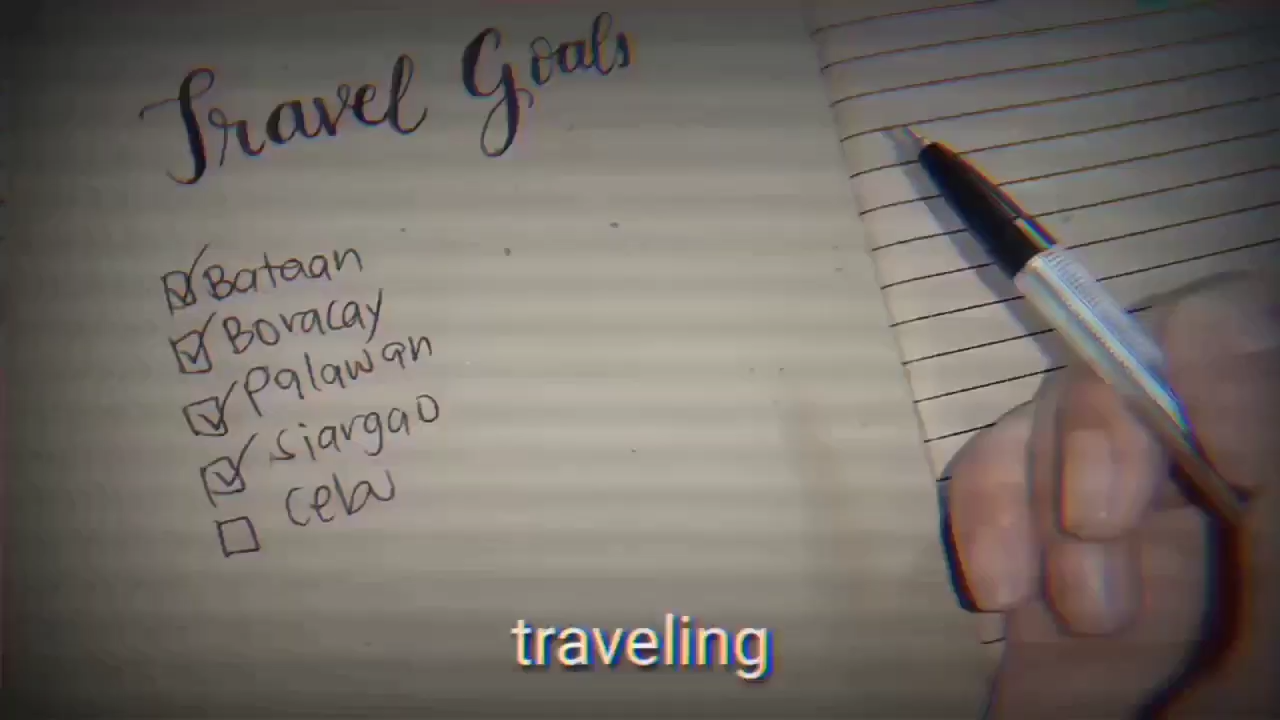 Travel Goals
Bataan
Boracay
Palawan
Siargao
Cebu
traveling